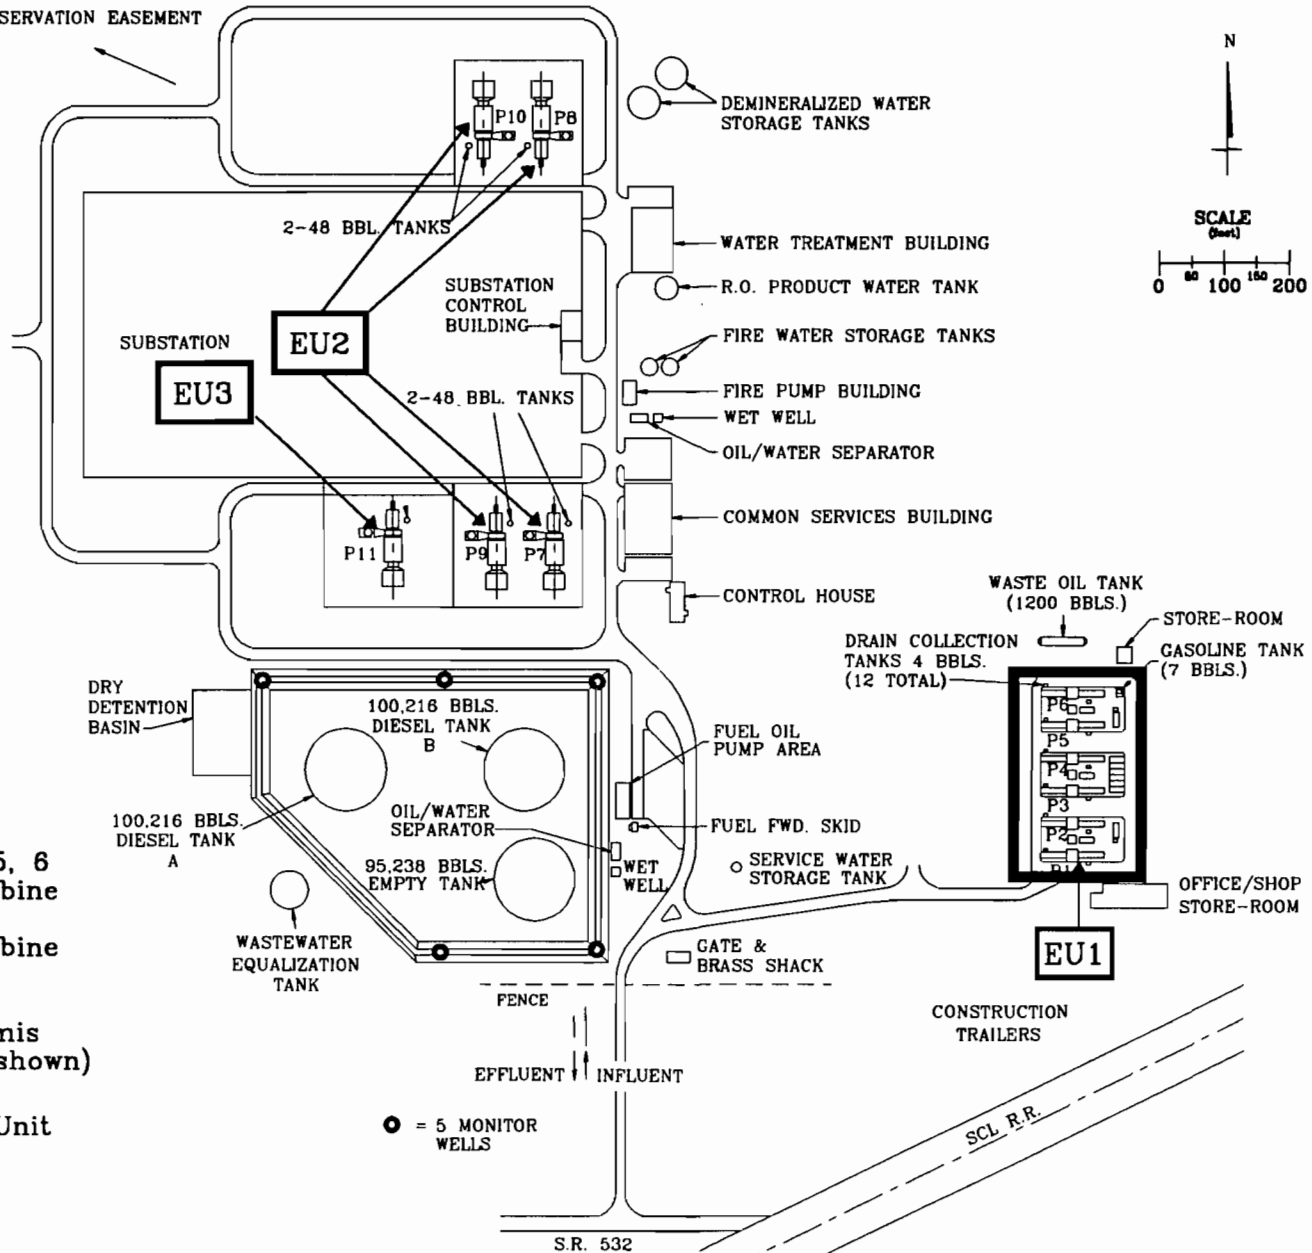 SERVATION EASEMENT
N
P10
P8
DEMINERALIZED WATER
STORAGE TANKS
SCALE
(feet)
0 50 100 150 200
2-48 BBL. TANKS
WATER TREATMENT BUILDING
SUBSTATION
CONTROL
BUILDING
R.O. PRODUCT WATER TANK
SUBSTATION
EU2
FIRE WATER STORAGE TANKS
EU3
2-48 BBL. TANKS
FIRE PUMP BUILDING
WET WELL
OIL/WATER SEPARATOR
COMMON SERVICES BUILDING
P11
P9
P7
CONTROL HOUSE
WASTE OIL TANK
(1200 BBLS.)
STORE-ROOM
DRAIN COLLECTION
TANKS 4 BBLS.
(12 TOTAL)
GASOLINE TANK
(7 BBLS.)
DRY
DETENTION
BASIN
100,216 BBLS.
DIESEL TANK
B
P6
P5
P4
P3
P2
FUEL OIL
PUMP AREA
100,216 BBLS.
DIESEL TANK
A
OIL/WATER
SEPARATOR
FUEL FWD. SKID
95,238 BBLS.
EMPTY TANK
WET
WELL
SERVICE WATER
STORAGE TANK
5, 6
bine
OFFICE/SHOP
STORE-ROOM
WASTEWATER
EQUALIZATION
TANK
bine
GATE &
BRASS SHACK
EU1
FENCE
CONSTRUCTION
TRAILERS
nis
shown)
EFFLUENT
INFLUENT
Unit
= 5 MONITOR
WELLS
SCL R.R.
S.R. 532